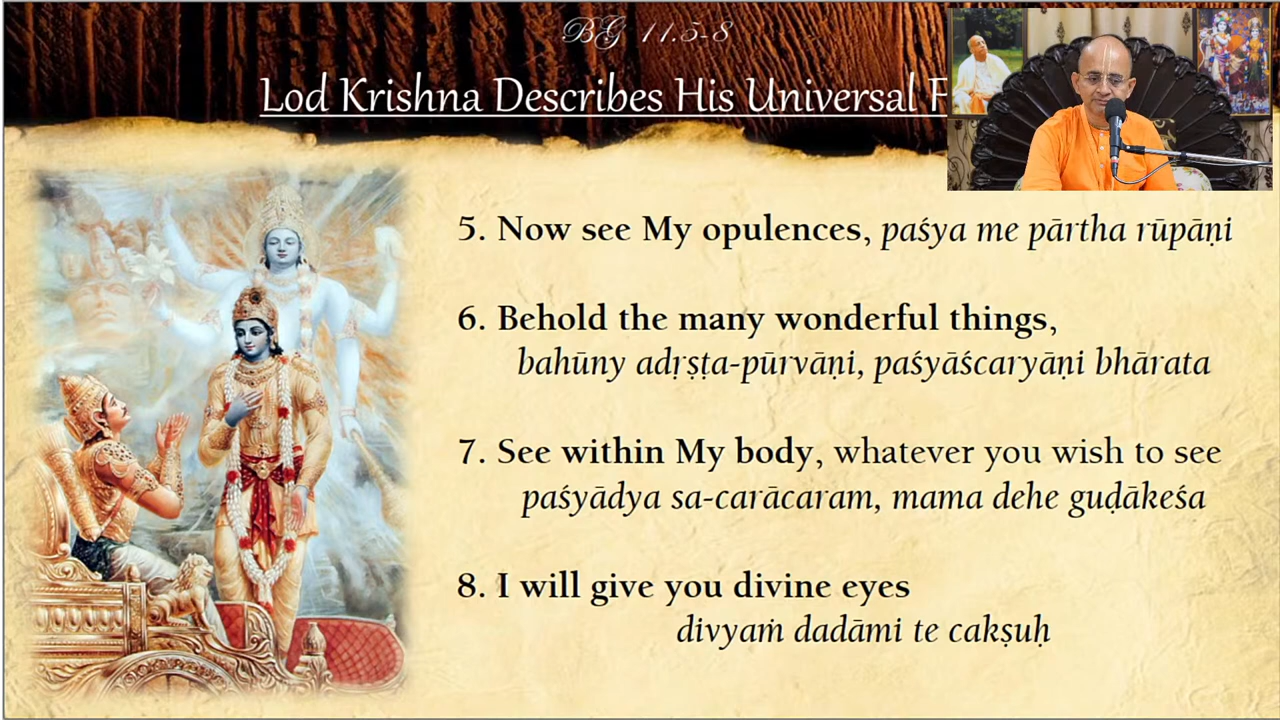 BG 11.5-8
Lod Krishna Describes His Universal F
5. Now see My opulences, paśya me pārtha rūpāṇi
6. Behold the many wonderful things,
bahūny adṛṣṭa-pūrvāṇi, paśyāścaryāṇi bhārata
7. See within My body, whatever you wish to see
paśyādya sa-carācaram, mama dehe guḍākeśa
8. I will give you divine eyes
divyaṁ dadāmi te cakṣuḥ